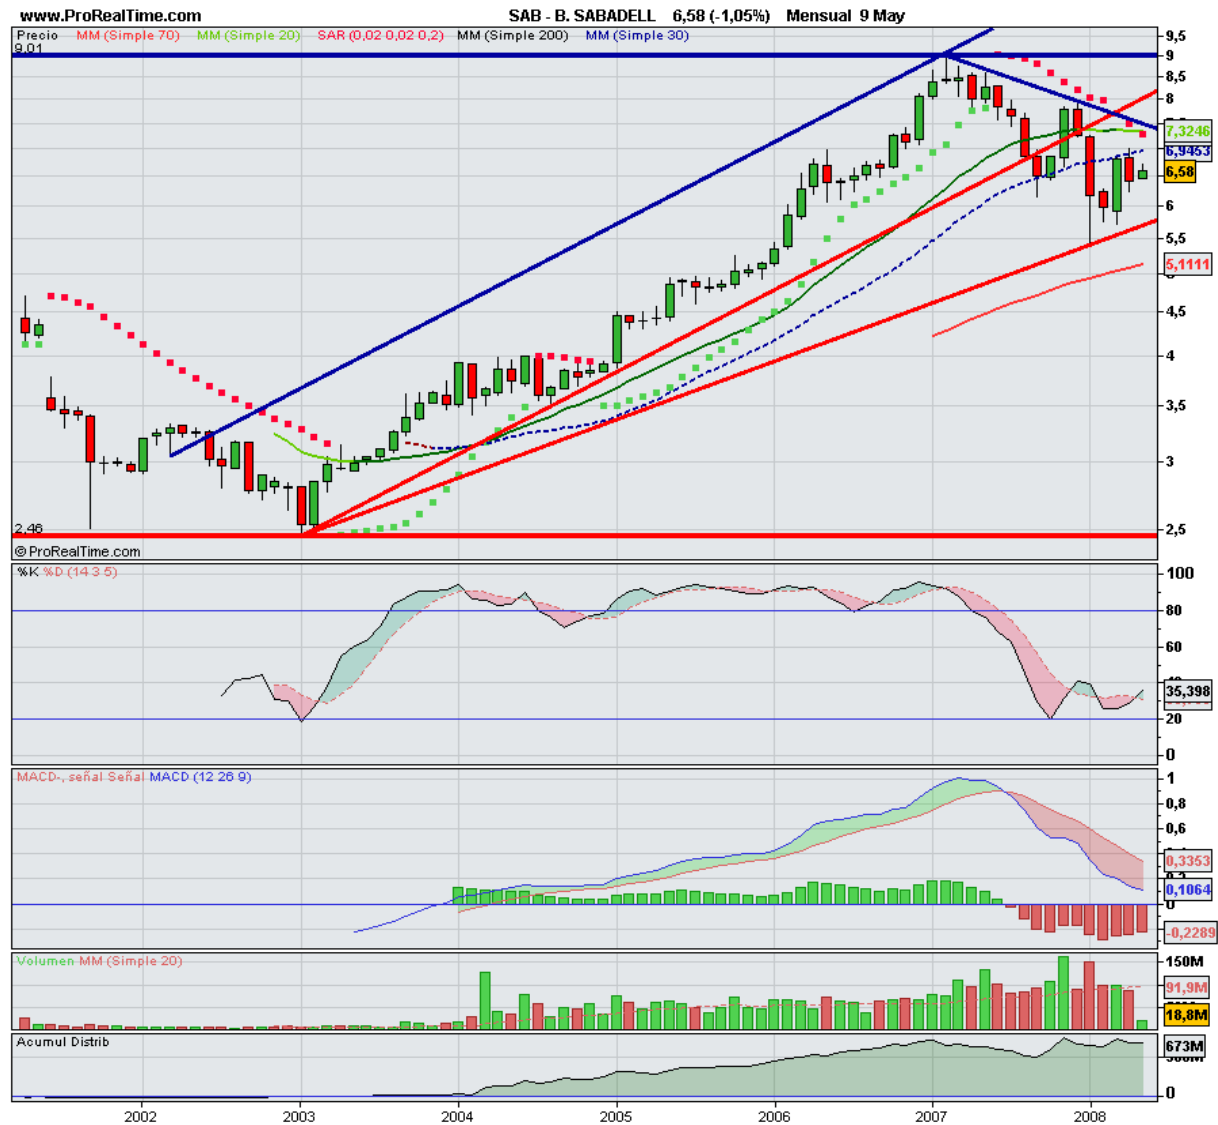 www.ProRealTime.com SAB - B. SABADELL 6,58 (-1,05%) Mensual 9 May
Precio MM (Simple 70) MM (Simple 20) SAR (0,02 0,02 0,2) MM (Simple 200) MM (Simple 30)
9.01
9,5
9
8,5
8
7,3246
6,9453
6,58
6
5,5
5,1111
4,5
4
3,5
3
2,46
2,5
© ProRealTime.com
%K %D (14 3 5)
100
80
60
35,398
20
0
MACD-, señal Señal MACD (12 26 9)
1
0,8
0,6
0,3353
0,1064
0
-0,2289
Volumen MM (Simple 20)
150M
91,9M
18,8M
Acumul Distrib
673M
0
2002 2003 2004 2005 2006 2007 2008